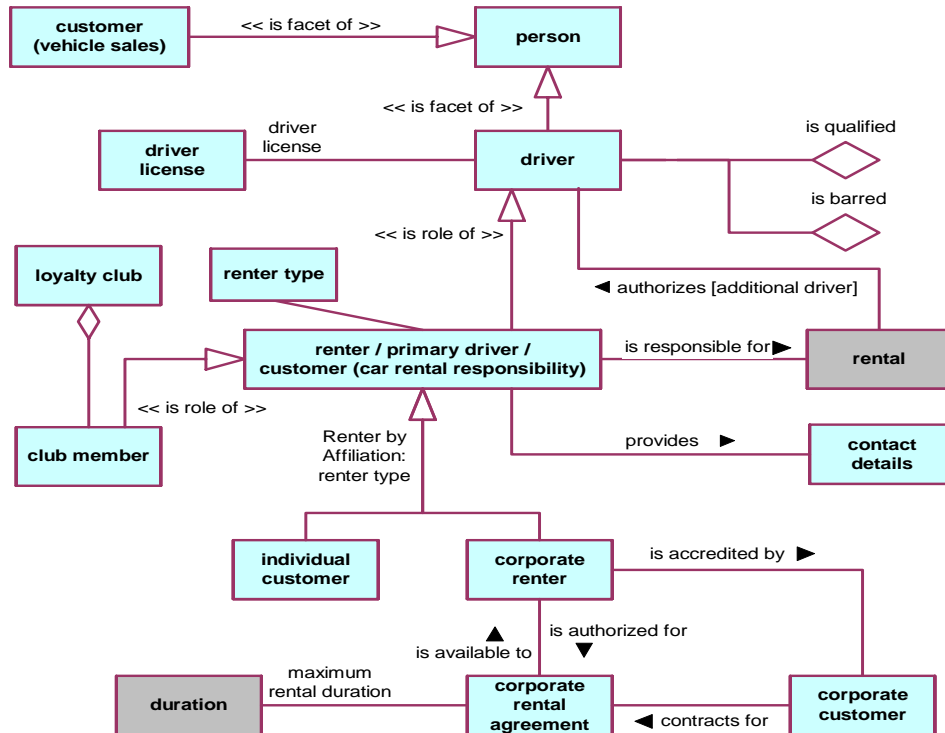 customer
(vehicle sales)
<< is facet of >>
person
<< is facet of >>
driver
license
driver
license
driver
is qualified
is barred
<< is role of >>
loyalty club
renter type
◄ authorizes [additional driver]
renter / primary driver /
customer (car rental responsibility)
is responsible for ►
rental
<< is role of >>
club member
Renter by
Affiliation:
renter type
provides ►
contact
details
individual
customer
corporate
renter
is accredited by ►
▲
is available to
is authorized for
▼
duration
maximum
rental duration
corporate
rental
agreement
◄ contracts for
corporate
customer